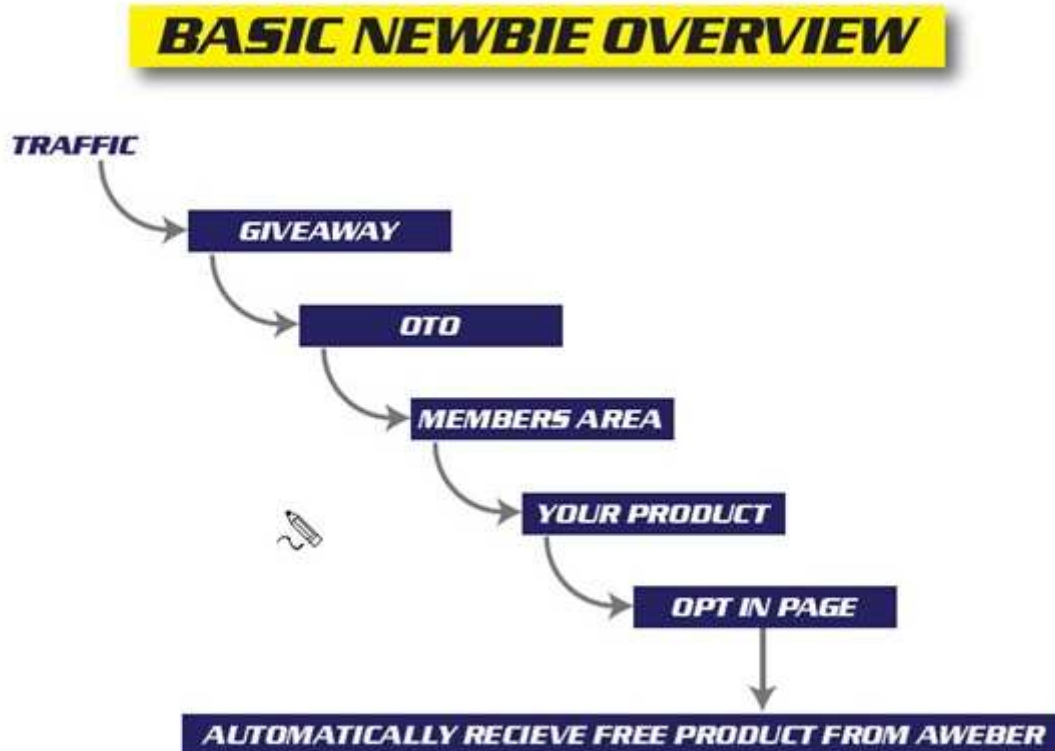 BASIC NEWBIE OVERVIEW
TRAFFIC
GIVEAWAY
OTO
MEMBERS AREA
YOUR PRODUCT
OPT IN PAGE
AUTOMATICALLY RECIEVE FREE PRODUCT FROM AWEBER